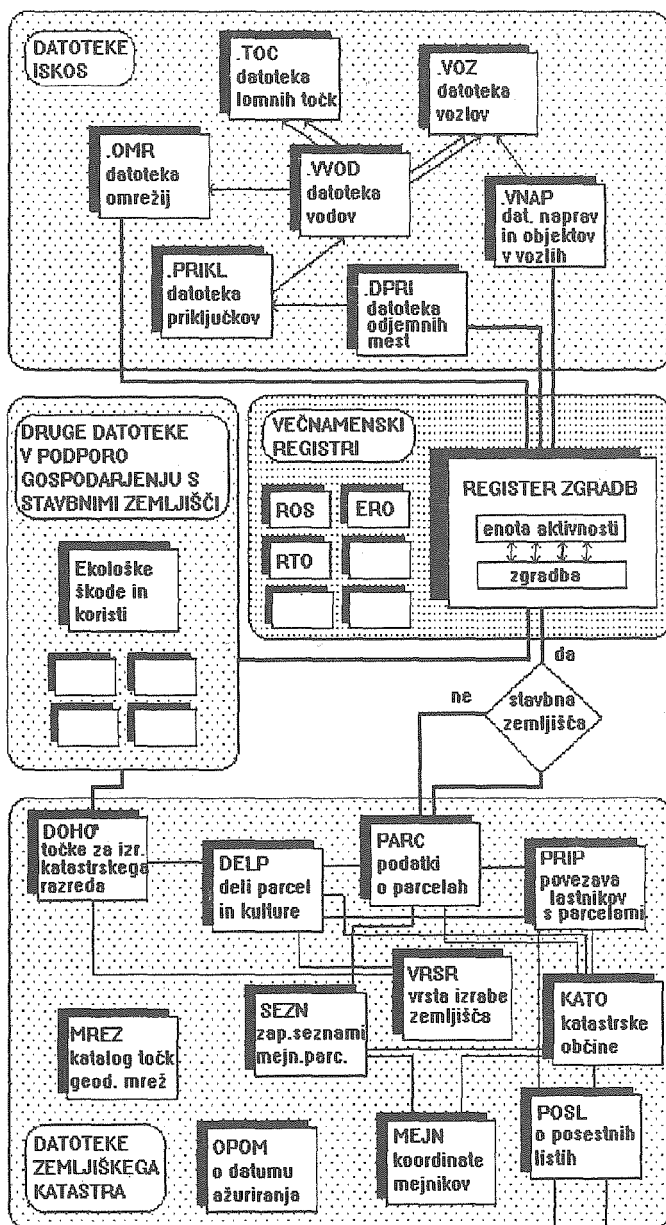 DATOTEKE
ISKOS
.TOC
datoteka
lomnih točk
.VOZ
datoteka
vozlov
.OMR
datoteka
omrežij
.VVOD
datoteka
vodov
.VNAP
dat. naprav
in objektov
v vozlih
.PRIKL
datoteka
priključkov
.DPRI
datoteka
odjemnih
mest
DRUGE DATOTEKE
V PODPORO
GOSPODARJENJU S
STAVBNIMI ZEMLJIŠČI
Ekološke
škode in
koristi
VEČNAMENSKI
REGISTRI
ROS
ERO
RTO
REGISTER ZGRADB
enota aktivnosti
zgradba
da
ne
stavbna
zemljišča
DOHO*
točke za izr.
katastrskega
razreda
DELP
deli parcel
in kulture
PARC
podatki
o parcelah
PRIP
povezava
lastnikov
s parcelami
VRSR
vrsta izrabe
zemljišča
SEZN
zap.seznami
mejn.parc.
KATO
katastrske
občine
MREZ
katalog točk
geod. mrež
DATOTEKE
ZEMLJIŠKEGA
KATASTRA
OPOM
o datumu
ažuriranja
MEJN
koordinate
mejnikov
POSL
o posestnih
listih